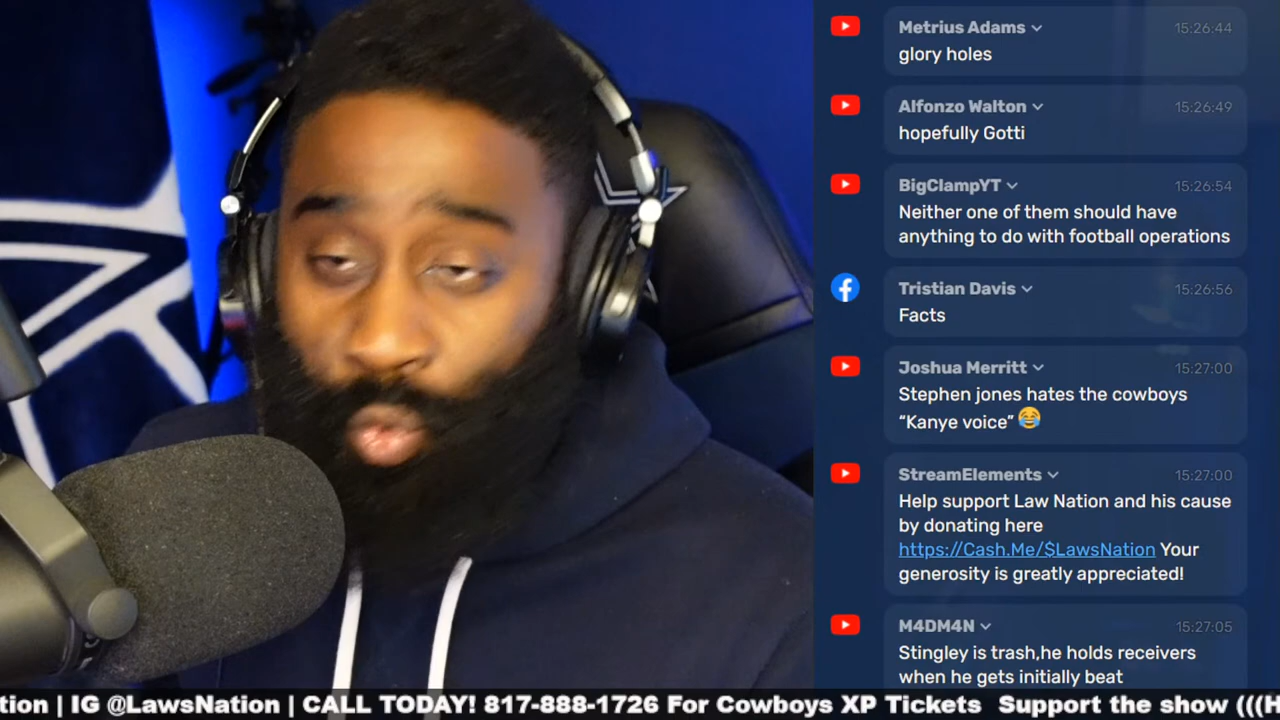 Metrius Adams
15:26:44
glory holes
Alfonzo Walton
15:26:49
hopefully Gotti
BigClampYT
15:26:54
Neither one of them should have
anything to do with football operations
Tristian Davis
15:26:56
Facts
Joshua Merritt
15:27:00
Stephen jones hates the cowboys
“Kanye voice” 😂
StreamElements
15:27:00
Help support Law Nation and his cause
by donating here
https://Cash.Me/$LawsNation Your
generosity is greatly appreciated!
M4DM4N
15:27:05
Stingley is trash,he holds receivers
when he gets initially beat
tion | IG @LawsNation | CALL TODAY! 817-888-1726 For Cowboys XP Tickets Support the show (((H